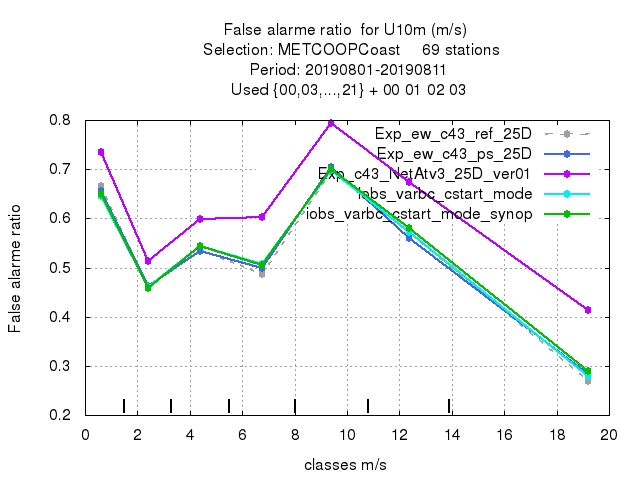 False alarme ratio  for U10m (m/s)
Selection: METCOOPCoast     69 stations
Period: 20190801-20190811
Used {00,03,...,21} + 00 01 02 03
Exp_ew_c43_ref_25D
Exp_ew_c43_ps_25D
Exp_c43_NetAtv3_25D_ver01
iobs_varbc_cstart_mode
iobs_varbc_cstart_mode_synop
False alarme ratio
0.8
0.7
0.6
0.5
0.4
0.3
0.2
0 2 4 6 8 10 12 14 16 18 20
classes m/s